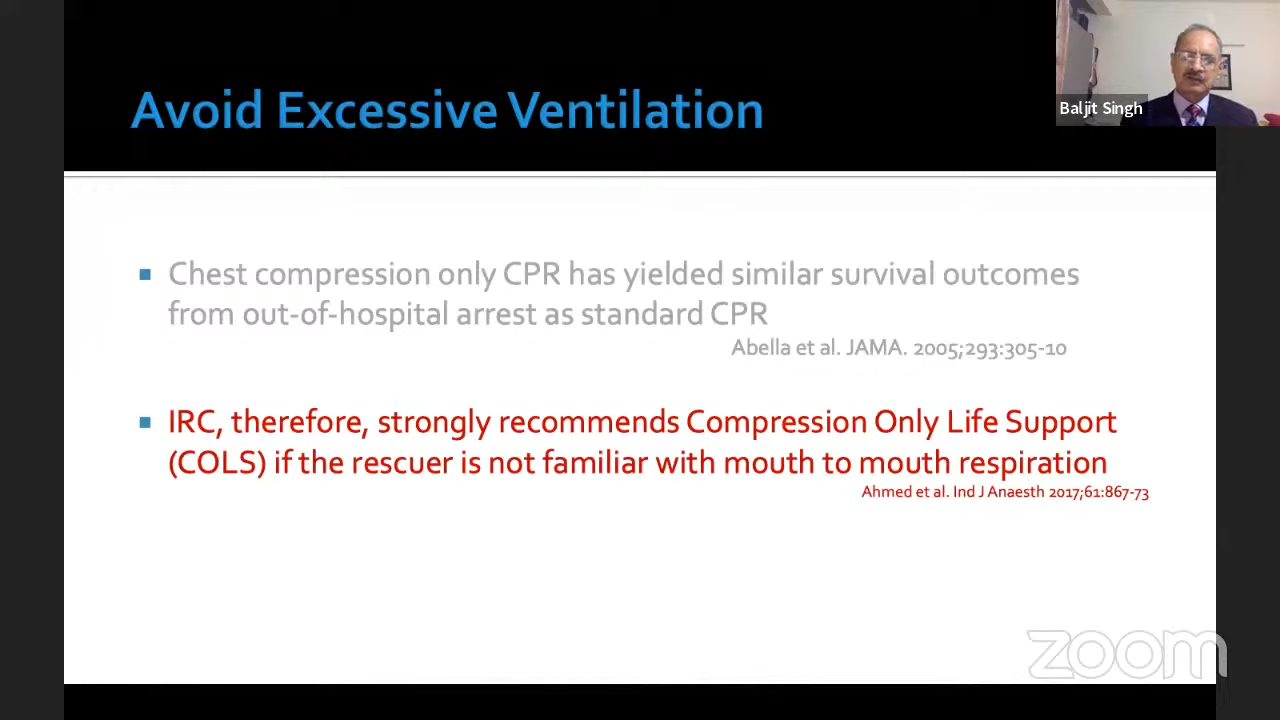 Avoid Excessive Ventilation
Baljit Singh
Chest compression only CPR has yielded similar survival outcomes
from out-of-hospital arrest as standard CPR
Abella et al. JAMA. 2005;293:305-10
IRC, therefore, strongly recommends Compression Only Life Support
(COLS) if the rescuer is not familiar with mouth to mouth respiration
Ahmed et al. Ind J Anaesth 2017;61:867-73
zoom